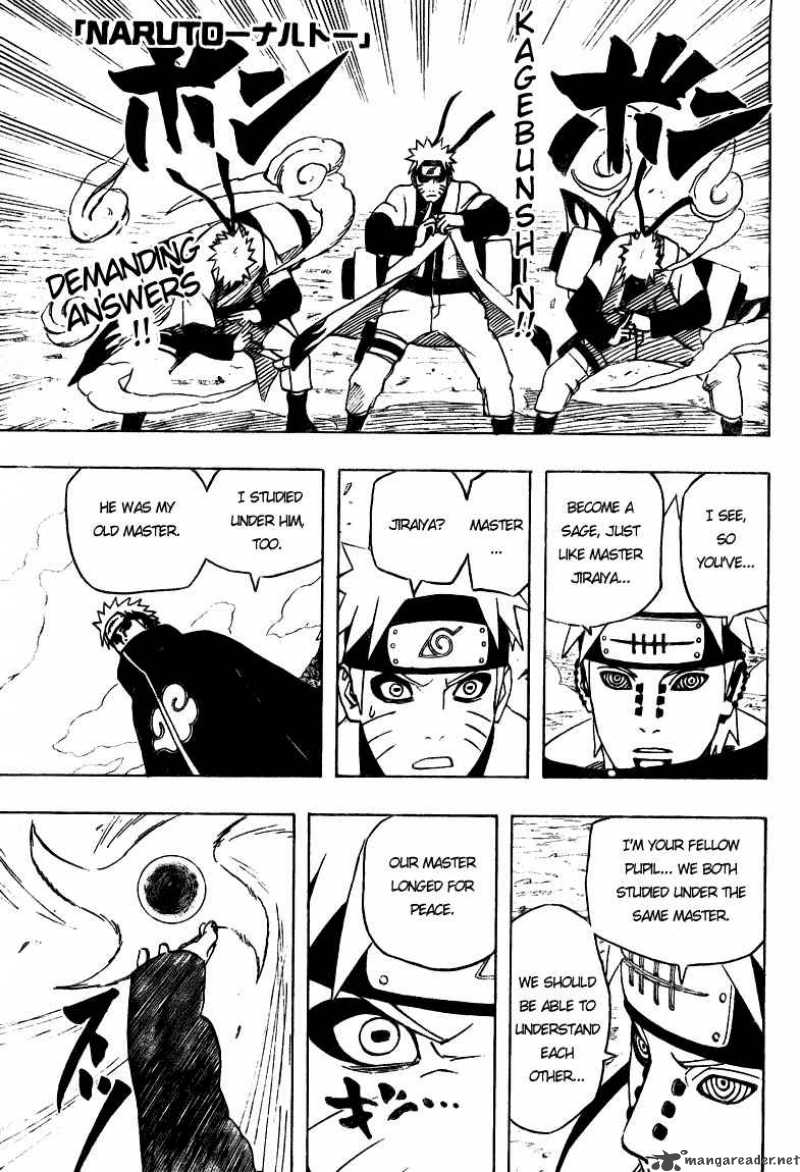 「NARUTOーナルトー」
ボン
KAGEBUNSHIN!!
ボン
DEMANDING
ANSWERS
!!
I SEE,
SO
YOU'VE...
BECOME A
SAGE, JUST
LIKE MASTER
JIRAIYA...
MASTER
...
JIRAIYA?
I STUDIED
UNDER HIM,
TOO.
HE WAS MY
OLD MASTER.
I'M YOUR FELLOW
PUPIL... WE BOTH
STUDIED UNDER THE
SAME MASTER.
WE SHOULD
BE ABLE TO
UNDERSTAND
EACH
OTHER...
OUR MASTER
LONGED FOR
PEACE.
ギン…
ズッ
mangareader.net